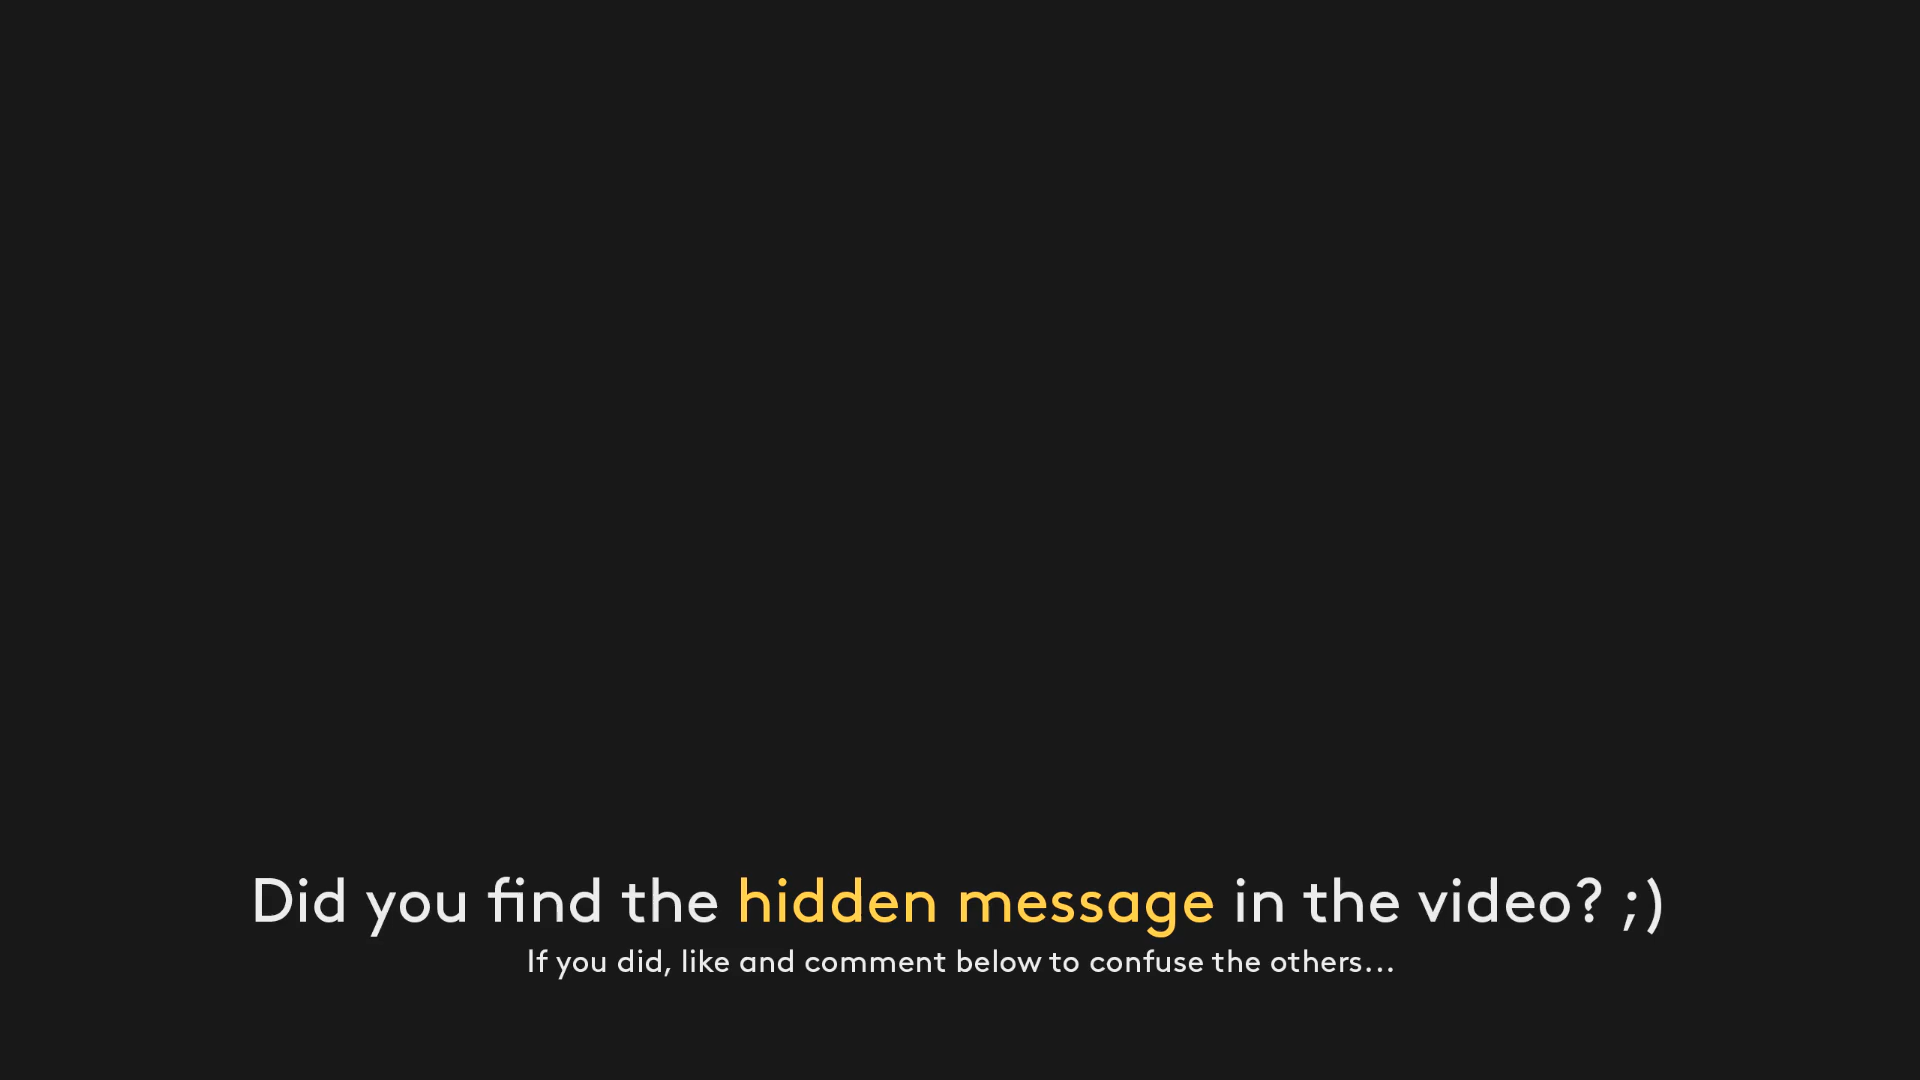 Did you find the hidden message in the video? ;)
If you did, like and comment below to confuse the others...